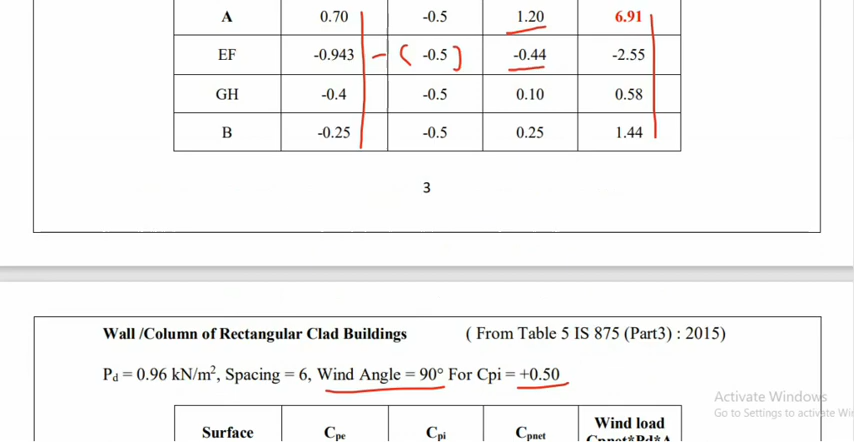 A 0.70 -0.5 1.20 6.91
EF -0.943 - ( -0.5 ) -0.44 -2.55
GH -0.4 -0.5 0.10 0.58
B -0.25 -0.5 0.25 1.44
3
Wall /Column of Rectangular Clad Buildings ( From Table 5 IS 875 (Part3) : 2015)
Pd = 0.96 kN/m², Spacing = 6, Wind Angle = 90° For Cpi = +0.50
Activate Windows
Go to Settings to activate Wi
Surface Cpe Cpi Cpnet Wind load
Cpnet*Pd*A